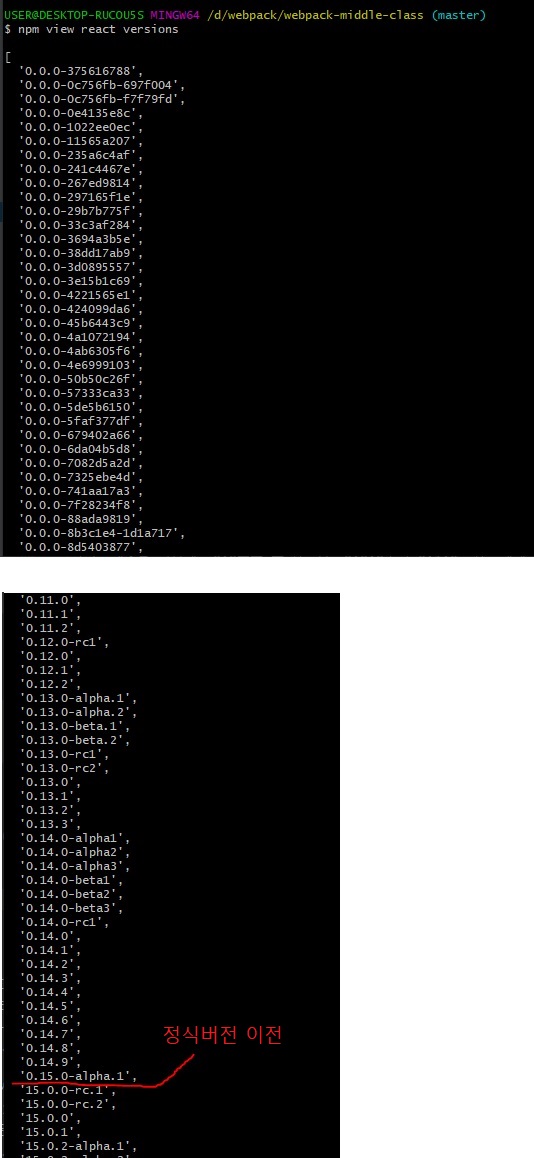 USER@DESKTOP-RUCOU5S MINGW64 /d/webpack/webpack-middle-class (master)
$ npm view react versions
[
'0.0.0-375616788',
'0.0.0-0c756fb-697f004',
'0.0.0-0c756fb-f7f79fd',
'0.0.0-0e4135e8c',
'0.0.0-1022ee0ec',
'0.0.0-11565a207',
'0.0.0-235a6c4af',
'0.0.0-241c4467e',
'0.0.0-267ed9814',
'0.0.0-297165f1e',
'0.0.0-29b7b775f',
'0.0.0-33c3af284',
'0.0.0-3694a3b5e',
'0.0.0-38dd17ab9',
'0.0.0-3d0895557',
'0.0.0-3e15b1c69',
'0.0.0-4221565e1',
'0.0.0-424099da6',
'0.0.0-45b6443c9',
'0.0.0-4a1072194',
'0.0.0-4ab6305f6',
'0.0.0-4e6999103',
'0.0.0-50b50c26f',
'0.0.0-57333ca33',
'0.0.0-5de5b6150',
'0.0.0-5faf377df',
'0.0.0-679402a66',
'0.0.0-6da04b5d8',
'0.0.0-7082d5a2d',
'0.0.0-7325ebe4d',
'0.0.0-741aa17a3',
'0.0.0-7f28234f8',
'0.0.0-88ada9819',
'0.0.0-8b3c1e4-1d1a717',
'0.0.0-8d5403877',
'0.11.0',
'0.11.1',
'0.11.2',
'0.12.0-rc1',
'0.12.0',
'0.12.1',
'0.12.2',
'0.13.0-alpha.1',
'0.13.0-alpha.2',
'0.13.0-beta.1',
'0.13.0-beta.2',
'0.13.0-rc1',
'0.13.0-rc2',
'0.13.0',
'0.13.1',
'0.13.2',
'0.13.3',
'0.14.0-alpha1',
'0.14.0-alpha2',
'0.14.0-alpha3',
'0.14.0-beta1',
'0.14.0-beta2',
'0.14.0-beta3',
'0.14.0-rc1',
'0.14.0',
'0.14.1',
'0.14.2',
'0.14.3',
'0.14.4',
'0.14.5',
'0.14.6',
'0.14.7',
정식버전 이전
'0.14.8',
'0.14.9',
'0.15.0-alpha.1',
'15.0.0-rc.1',
'15.0.0-rc.2',
'15.0.0',
'15.0.1',
'15.0.2-alpha.1',